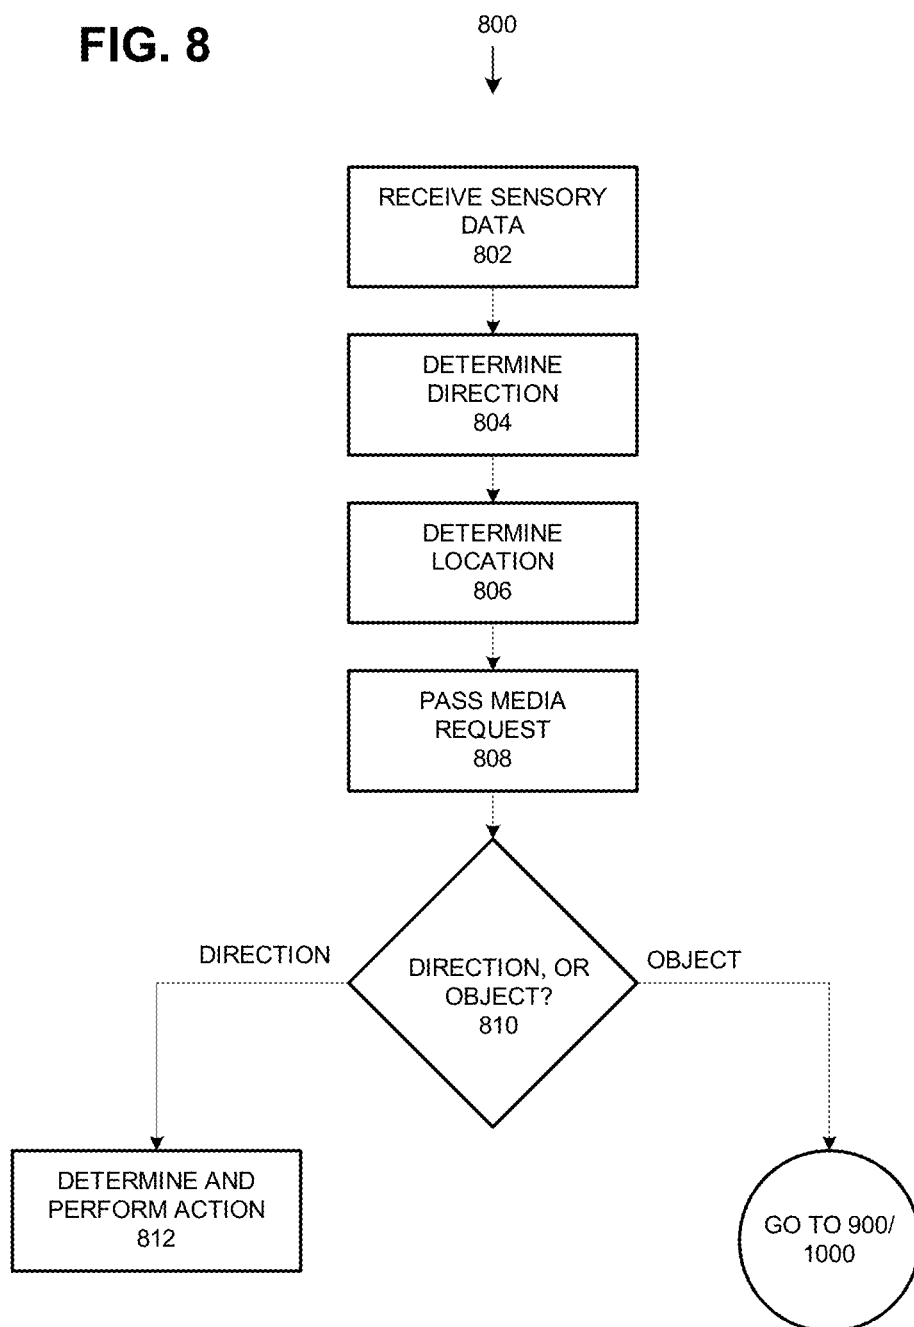 FIG. 8
800
RECEIVE SENSORY
DATA
802
DETERMINE
DIRECTION
804
DETERMINE
LOCATION
806
PASS MEDIA
REQUEST
808
DIRECTION
DIRECTION, OR
OBJECT?
810
OBJECT
DETERMINE AND
PERFORM ACTION
812
GO TO 900/
1000